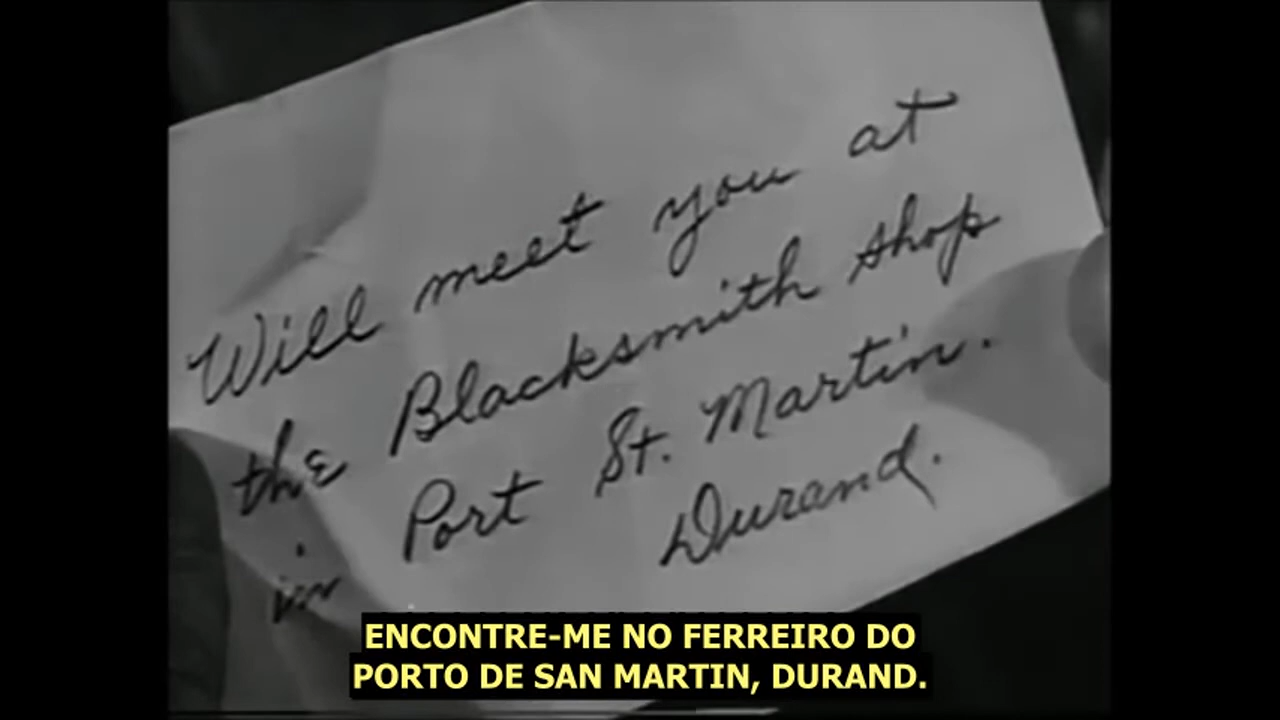 Will meet you at
the Blacksmith shop
in Port St. Martin.
Durand.
ENCONTRE-ME NO FERREIRO DO
PORTO DE SAN MARTIN, DURAND.